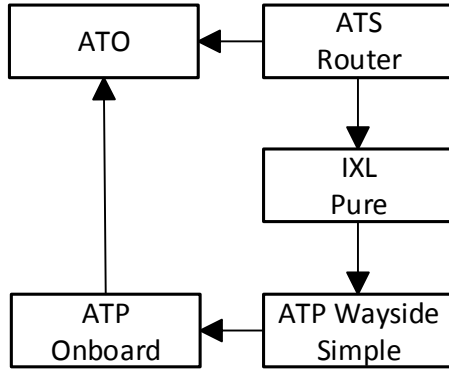 ATO
ATS
Router
IXL
Pure
ATP
Onboard
ATP Wayside
Simple